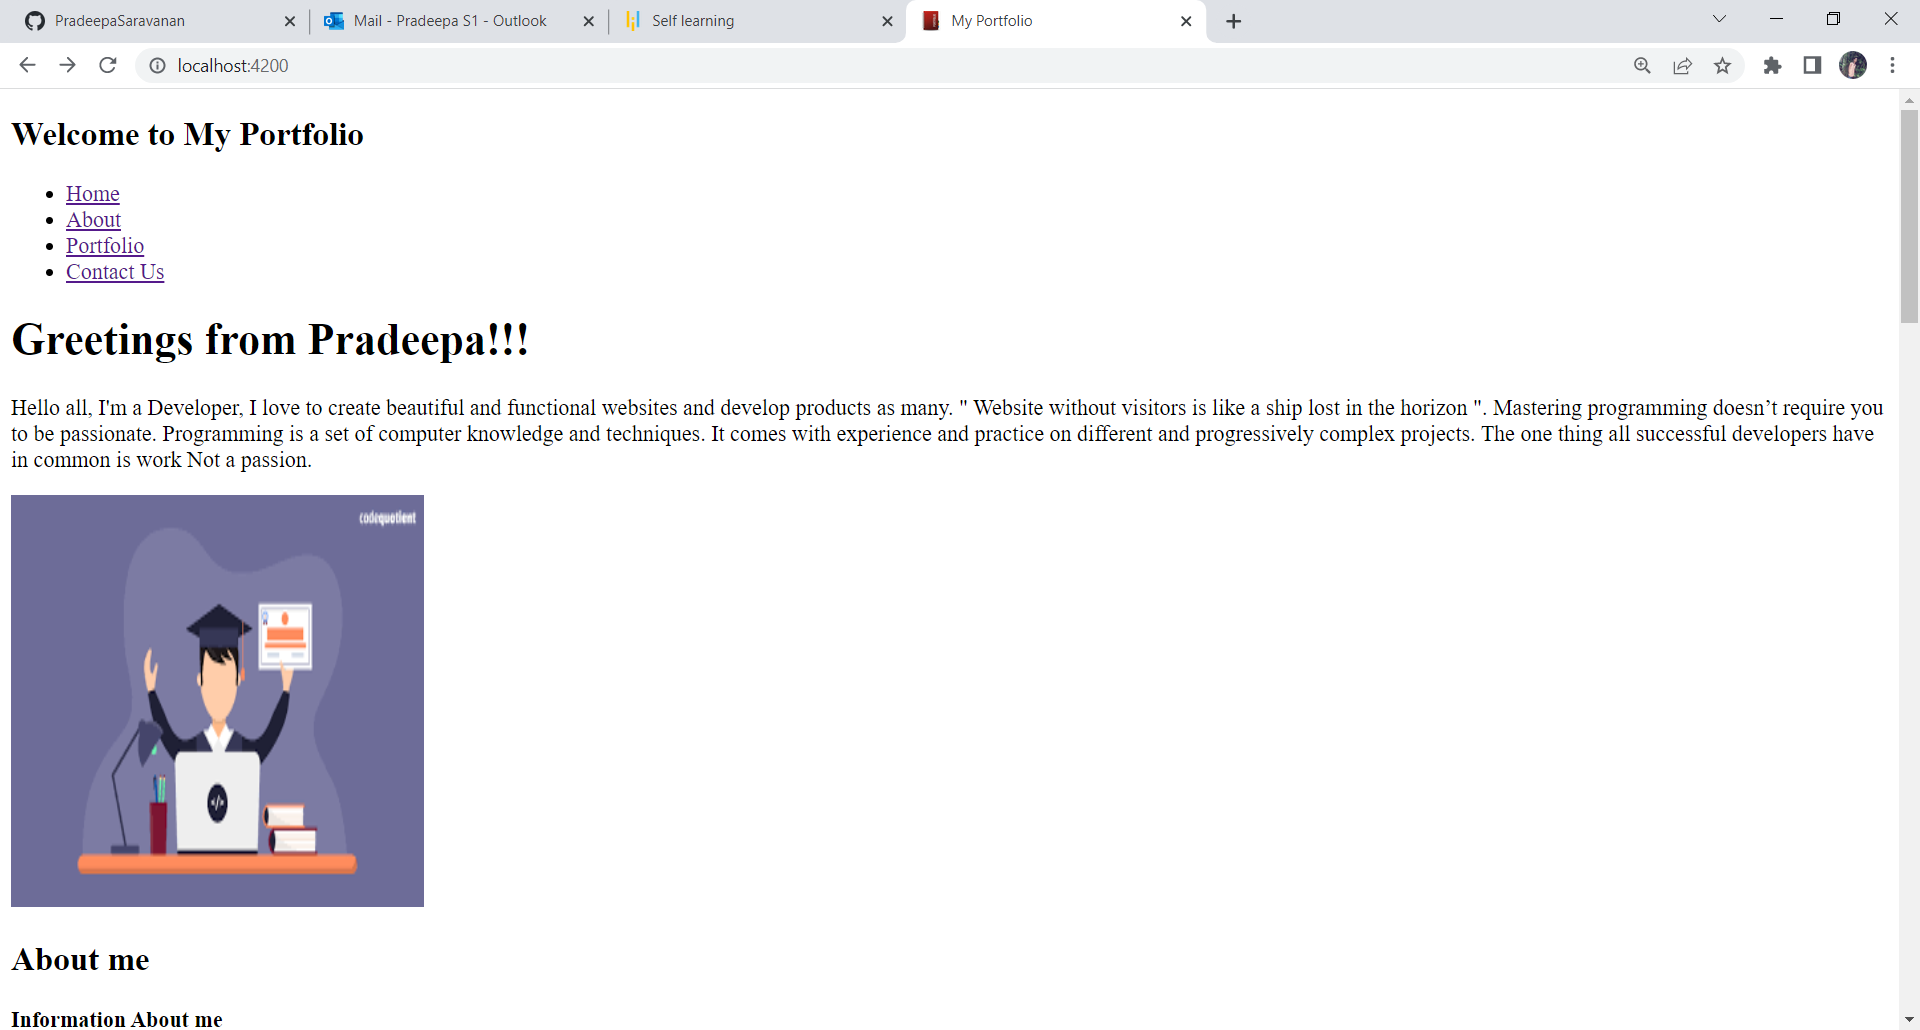 PradeepaSaravanan
Mail - Pradeepa S1 - Outlook
Self learning
My Portfolio
localhost:4200
Welcome to My Portfolio
Home
About
Portfolio
Contact Us
Greetings from Pradeepa!!!
Hello all, I'm a Developer, I love to create beautiful and functional websites and develop products as many. " Website without visitors is like a ship lost in the horizon ". Mastering programming doesn’t require you
to be passionate. Programming is a set of computer knowledge and techniques. It comes with experience and practice on different and progressively complex projects. The one thing all successful developers have
in common is work Not a passion.
codequotient
</>
About me
Information About me